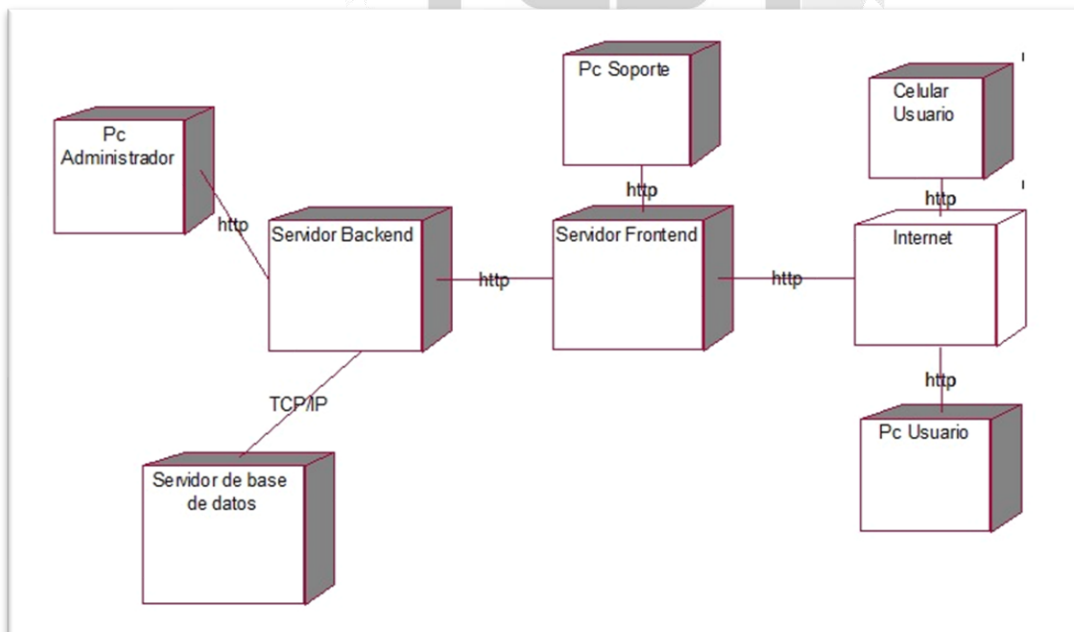 Pc Soporte
Celular
Usuario
Pc
Administrador
http
http
http
Servidor Backend
Servidor Frontend
Internet
http
http
http
TCP/IP
Pc Usuario
Servidor de base
de datos